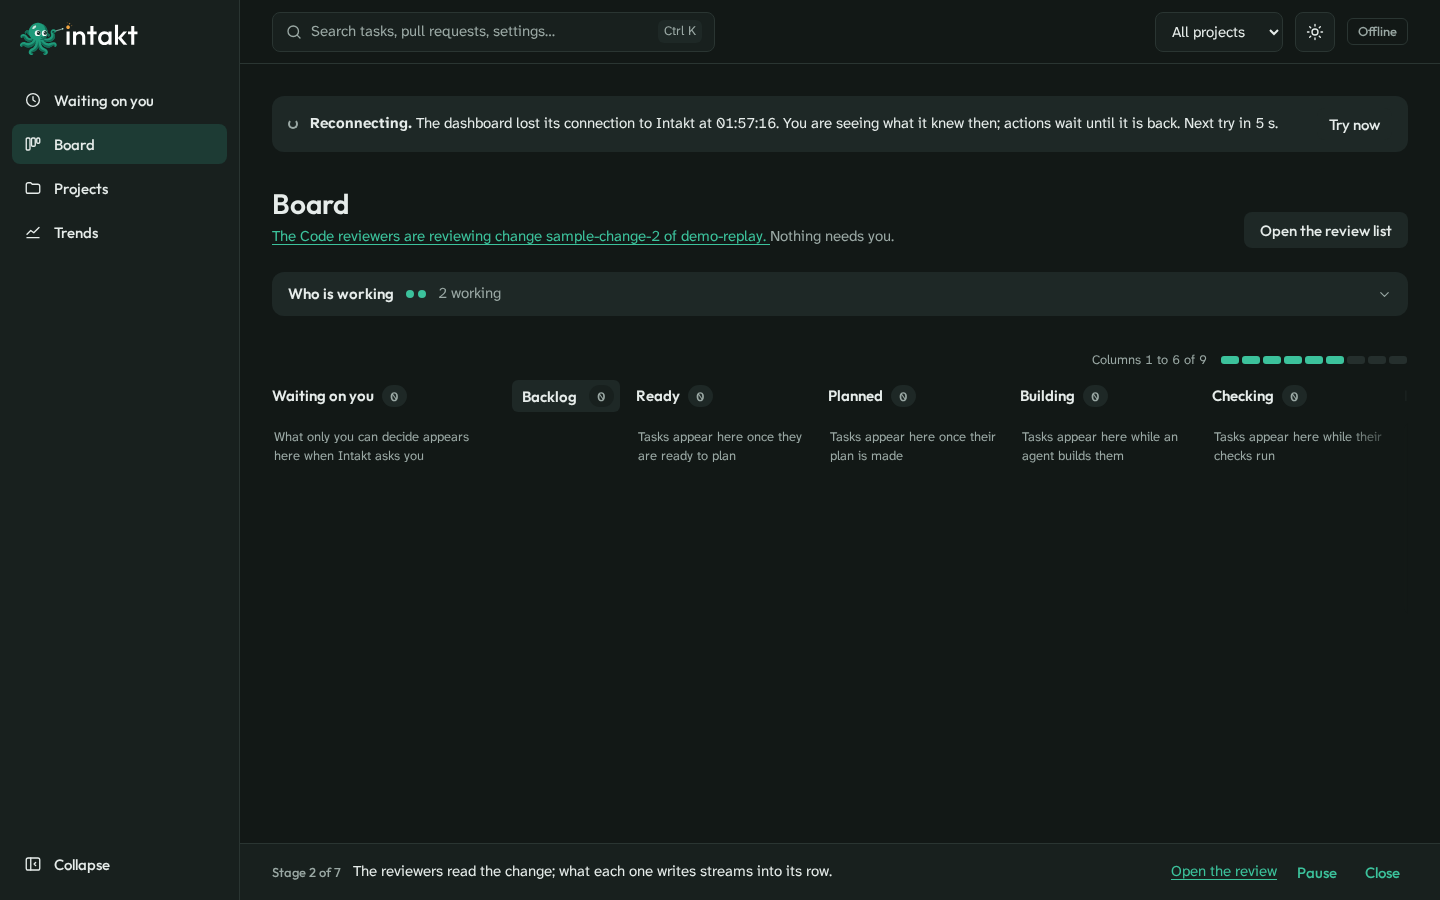 intakt
Search tasks, pull requests, settings...
Ctrl K
All projects
Offline
Waiting on you
Board
Projects
Trends
Reconnecting. The dashboard lost its connection to Intakt at 01:57:16. You are seeing what it knew then; actions wait until it is back. Next try in 5 s.
Try now
Board
The Code reviewers are reviewing change sample-change-2 of demo-replay. Nothing needs you.
Open the review list
Who is working
2 working
Columns 1 to 6 of 9
Waiting on you 0
Backlog 0
Ready 0
Planned 0
Building 0
Checking 0
What only you can decide appears
here when Intakt asks you
Tasks appear here once they
are ready to plan
Tasks appear here once their
plan is made
Tasks appear here while an
agent builds them
Tasks appear here while their
checks run
Collapse
Stage 2 of 7
The reviewers read the change; what each one writes streams into its row.
Open the review
Pause
Close